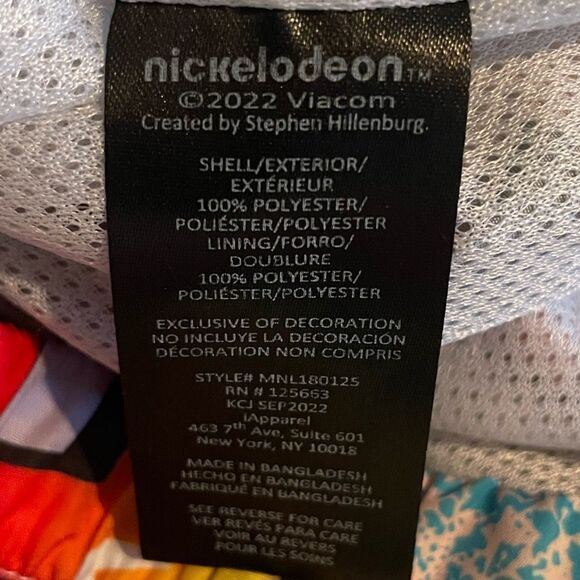 nickelodeon™
©2022 Viacom
Created by Stephen Hillenburg.
SHELL/EXTERIOR/
EXTÉRIEUR
100% POLYESTER/
POLIÉSTER/POLYESTER
LINING/FORRO/
DOUBLURE
100% POLYESTER/
POLIÉSTER/POLYESTER
EXCLUSIVE OF DECORATION
NO INCLUYE LA DECORACIÓN
DÉCORATION NON COMPRIS
STYLE# MNL180125
RN # 125663
KCJ SEP2022
iApparel
463 7th Ave, Suite 601
New York, NY 10018
MADE IN BANGLADESH
HECHO EN BANGLADESH
FABRIQUÉ EN BANGLADESH
SEE REVERSE FOR CARE
VER REVÉS PARA CARE
VOIR AU REVERS
POUR LES SOINS